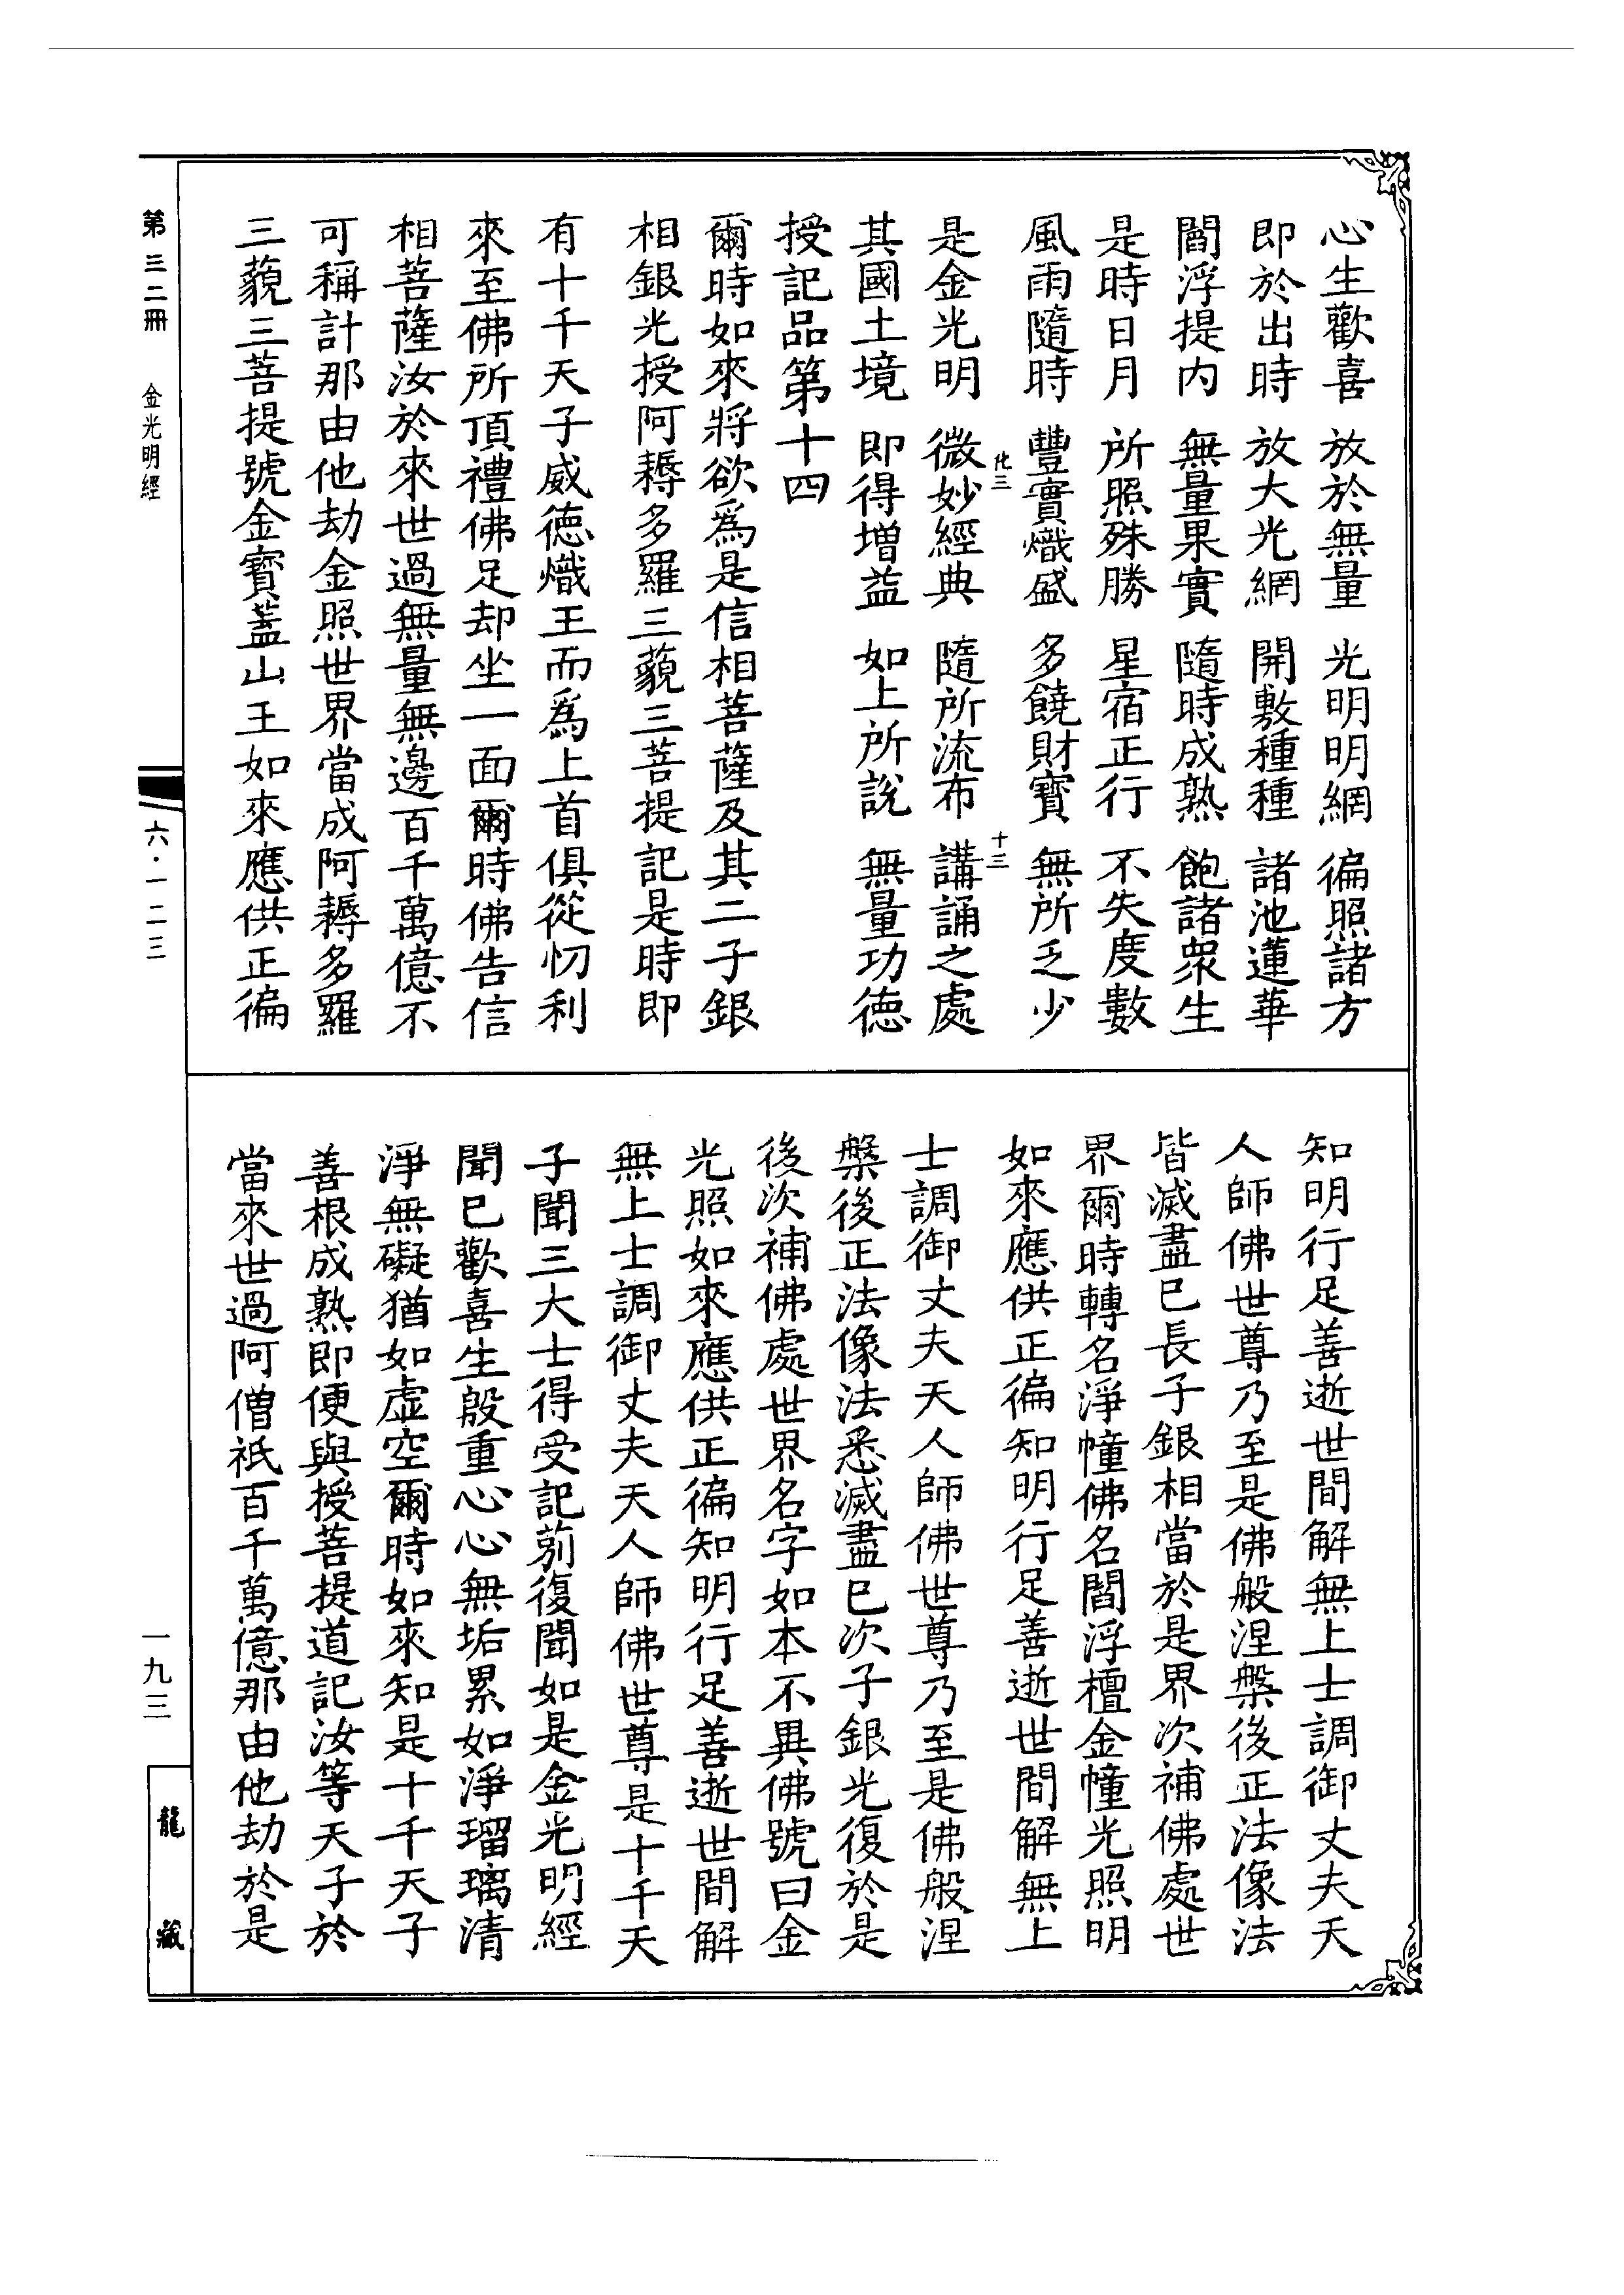 心生歡喜　放於無量　光明明網　徧照諸方
即於出時　放大光網　開敷種種　諸池蓮華
閻浮提內　無量果實　隨時成熟　飽諸衆生
是時日月　所照殊勝　星宿正行　不失度數
風雨隨時　豐實熾盛　多饒財寶　無所乏少
十三
是金光明　微妙經典　隨所流布　講誦之處
其國土境　即得增益　如上所說　無量功德
授記品第十四
爾時如來將欲爲是信相菩薩及其二子銀
相銀光授阿耨多羅三藐三菩提記是時即
有十千天子威德熾王而爲上首俱從忉利
來至佛所頂禮佛足却坐一面爾時佛告信
相菩薩汝於來世過無量無邊百千萬億不
可稱計那由他劫金照世界當成阿耨多羅
三藐三菩提號金寶蓋山王如來應供正徧
知明行足善逝世間解無上士調御丈夫天
人師佛世尊乃至是佛般涅槃後正法像法
皆滅盡已長子銀相當於是界次補佛處世
界爾時轉名淨幢佛名閻浮檀金幢光照明
如來應供正徧知明行足善逝世間解無上
士調御丈夫天人師佛世尊乃至是佛般涅
槃後正法像法悉滅盡已次子銀光復於是
後次補佛處世界名字如本不異佛號曰金
光照如來應供正徧知明行足善逝世間解
無上士調御丈夫天人師佛世尊是十千天
子聞三大士得受記莂復聞如是金光明經
聞已歡喜生殷重心心無垢累如淨瑠璃清
淨無礙猶如虛空爾時如來知是十千天子
善根成熟即便與授菩提道記汝等天子於
當來世過阿僧祇百千萬億那由他劫於是
第三二冊　金光明經
六·一二三
一九三
龍藏